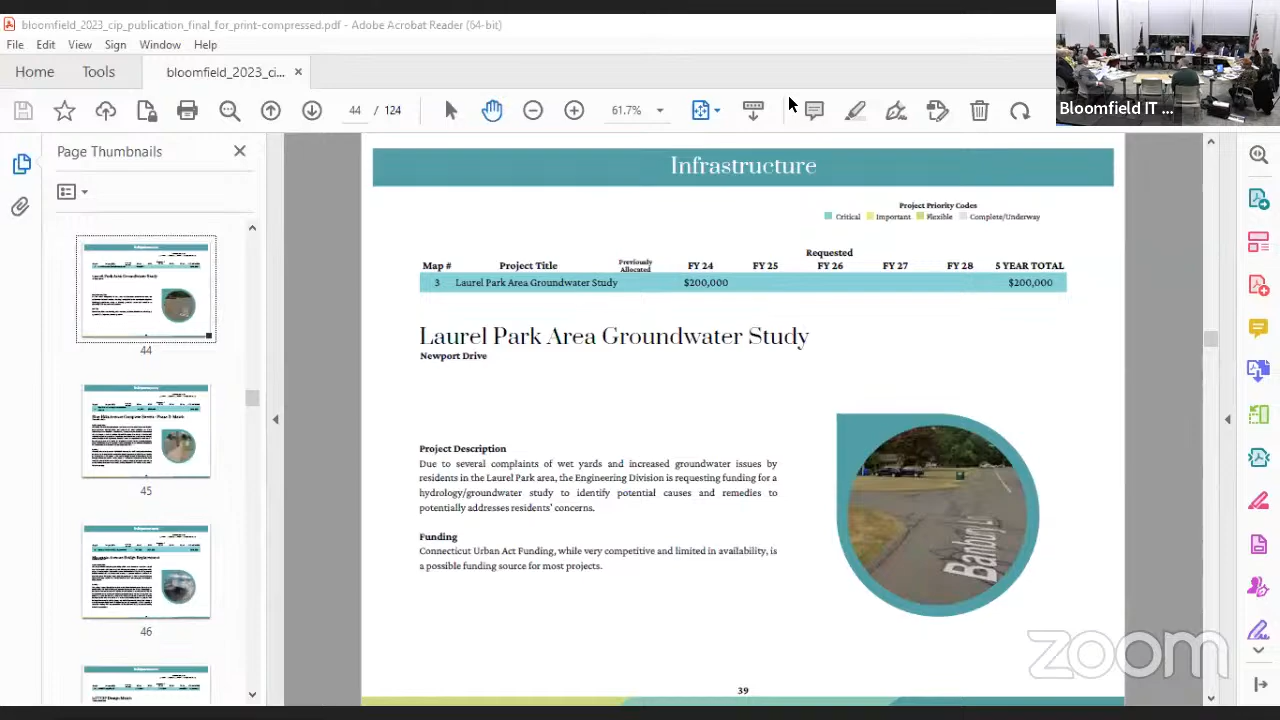 bloomfield_2023_cip_publication_final_for_print-compressed.pdf - Adobe Acrobat Reader (64-bit)
File Edit View Sign Window Help
Home Tools bloomfield_2023_ci... ×
44 / 124 61.7%
Bloomfield IT ...
Page Thumbnails
44
45
46
Infrastructure
Project Priority Codes
Critical Important Flexible Complete/Underway
Requested
Map # Project Title Previously Allocated FY 24 FY 25 FY 26 FY 27 FY 28 5 YEAR TOTAL
3 Laurel Park Area Groundwater Study $200,000 $200,000
Laurel Park Area Groundwater Study
Newport Drive
Project Description
Due to several complaints of wet yards and increased groundwater issues by
residents in the Laurel Park area, the Engineering Division is requesting funding for a
hydrology/groundwater study to identify potential causes and remedies to
potentially addresses residents' concerns.
Funding
Connecticut Urban Act Funding, while very competitive and limited in availability, is
a possible funding source for most projects.
39
zoom